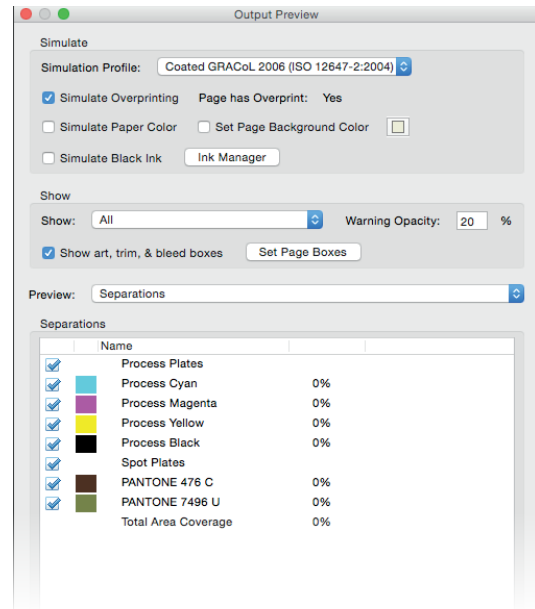 Output Preview
Simulate
Simulation Profile: Coated GRACoL 2006 (ISO 12647-2:2004)
Simulate Overprinting Page has Overprint: Yes
Simulate Paper Color Set Page Background Color
Simulate Black Ink Ink Manager
Show
Show: All Warning Opacity: 20 %
Show art, trim, & bleed boxes Set Page Boxes
Preview: Separations
Separations
Name
Process Plates
Process Cyan 0%
Process Magenta 0%
Process Yellow 0%
Process Black 0%
Spot Plates
PANTONE 476 C 0%
PANTONE 7496 U 0%
Total Area Coverage 0%